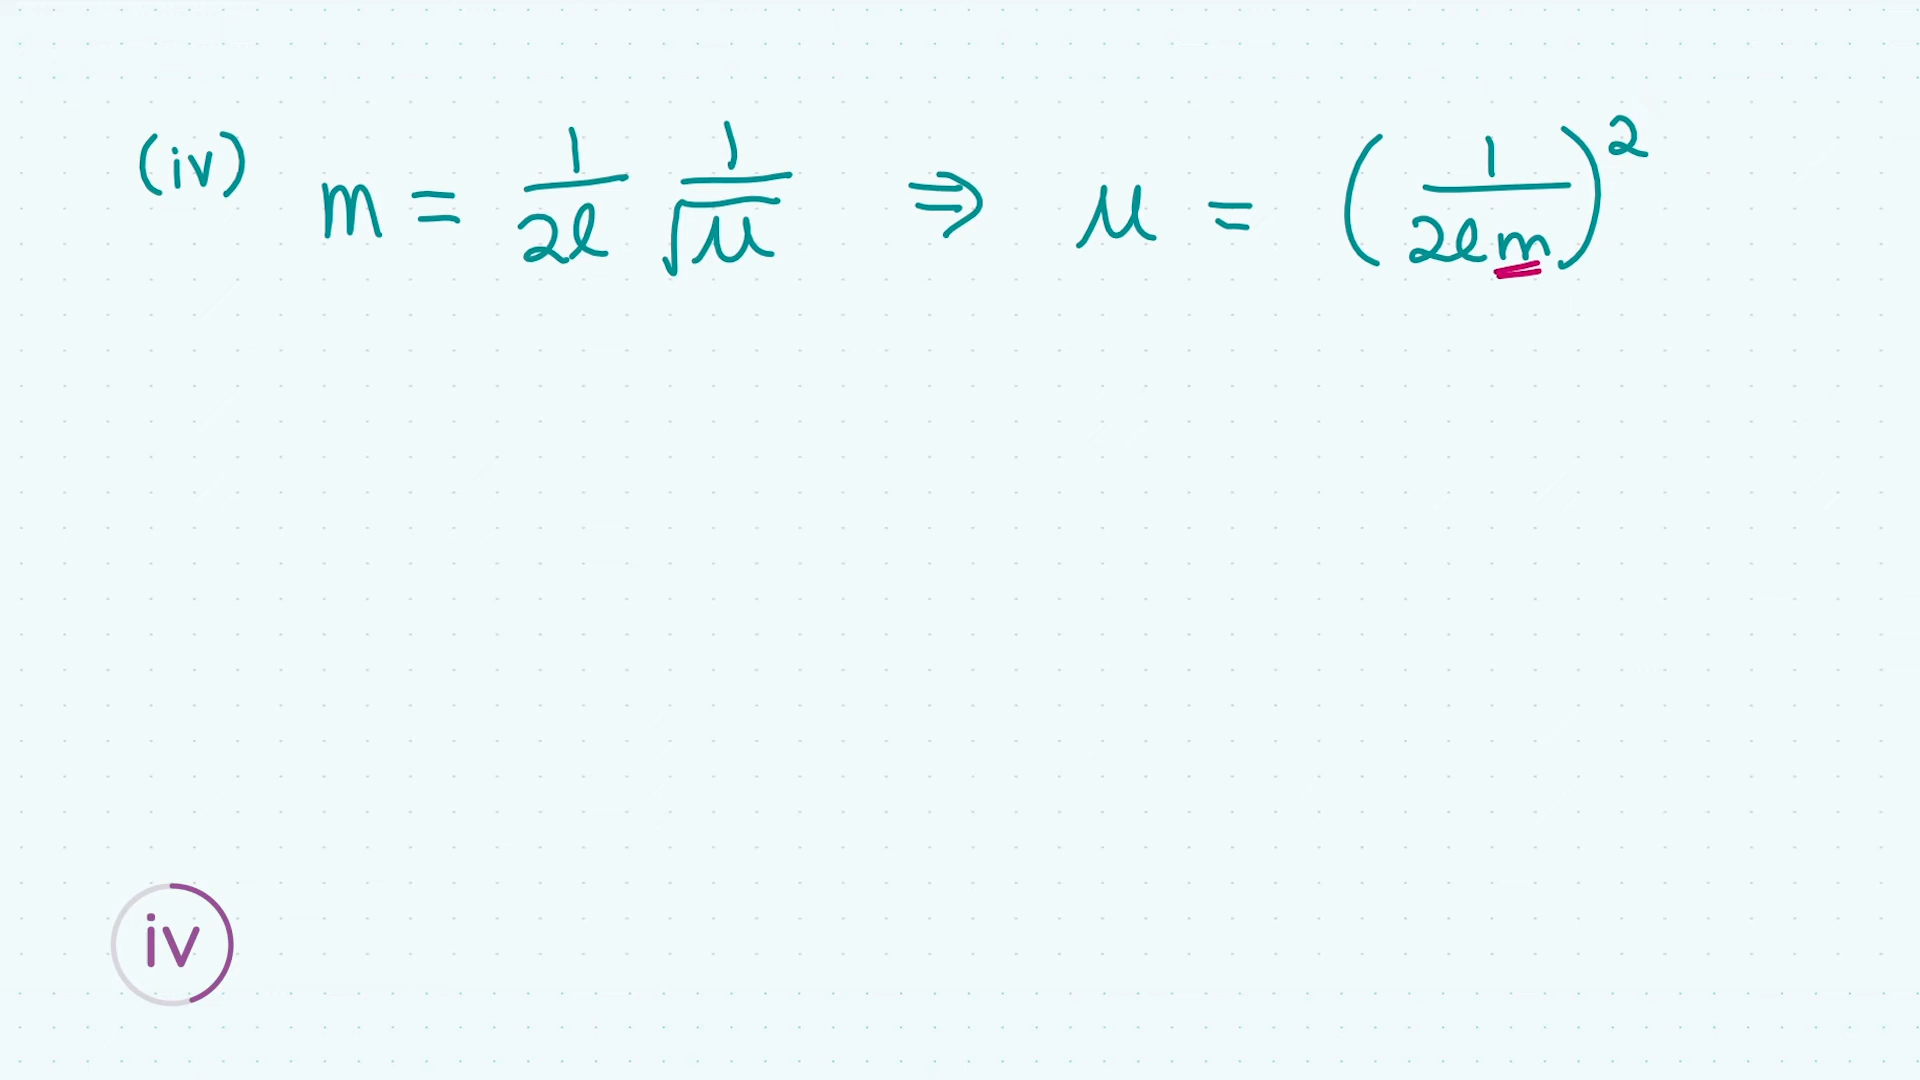 (iv) m = 1/2ℓ 1/√μ ⇒ μ = (1/2ℓm)²
iv